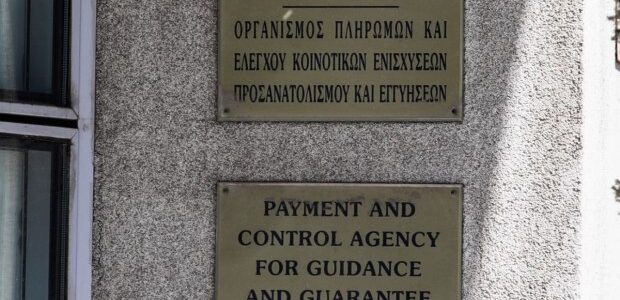 ΟΡΓΑΝΙΣΜΟΣ ΠΛΗΡΩΜΩΝ ΚΑΙ
ΕΛΕΓΧΟΥ ΚΟΙΝΟΤΙΚΩΝ ΕΝΙΣΧΥΣΕΩΝ
ΠΡΟΣΑΝΑΤΟΛΙΣΜΟΥ ΚΑΙ ΕΓΓΥΗΣΕΩΝ
PAYMENT AND
CONTROL AGENCY
FOR GUIDANCE
AND GUARANTEE